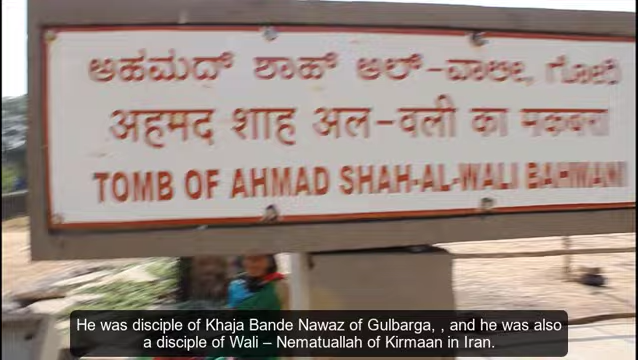 ಅಹಮದ್ ಶಾಹ್ ಅಲ್-ವಾಲೀ, ಗೋರಿ
अहमद शाह अल-वली का मकबरा
TOMB OF AHMAD SHAH-AL-WALI BAHMANI
He was disciple of Khaja Bande Nawaz of Gulbarga, , and he was also
a disciple of Wali – Nematuallah of Kirmaan in Iran.